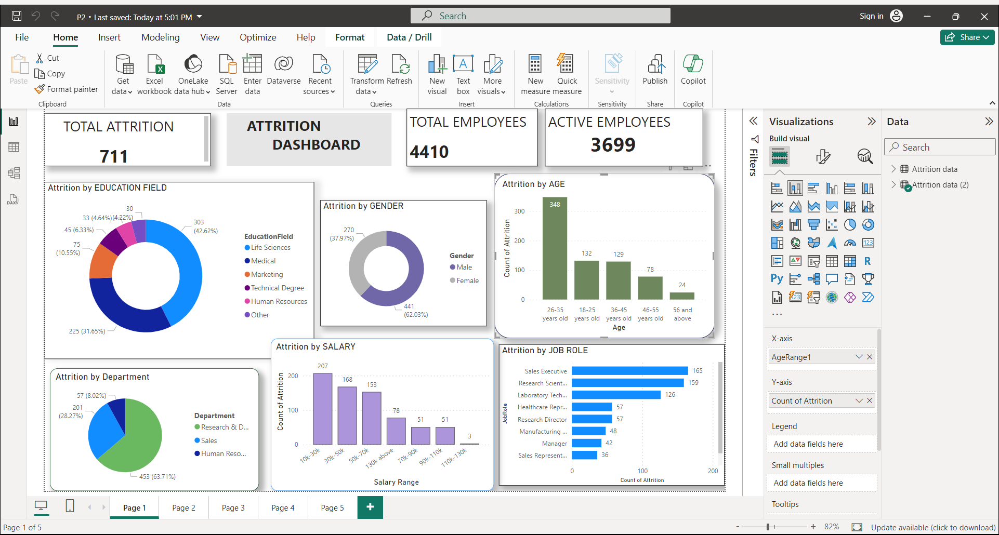 P2 • Last saved: Today at 5:01 PM
Search
Sign in
File
Home
Insert
Modeling
View
Optimize
Help
Format
Data / Drill
Share
Paste
Cut
Copy
Format painter
Clipboard
Get
data
Excel
workbook
OneLake
data hub
SQL
Server
Enter
data
Dataverse
Recent
sources
Data
Transform
data
Refresh
Queries
New
visual
Text
box
More
visuals
Insert
New
measure
Quick
measure
Calculations
Sensitivity
Sensitivity
Publish
Share
Copilot
Copilot
TOTAL ATTRITION
711
ATTRITION
DASHBOARD
TOTAL EMPLOYEES
4410
ACTIVE EMPLOYEES
3699
Attrition by EDUCATION FIELD
30
(4.22%)
33 (4.64%)
45 (6.33%)
75
(10.55%)
303
(42.62%)
225 (31.65%)
EducationField
Life Sciences
Medical
Marketing
Technical Degree
Human Resources
Other
Attrition by GENDER
270
(37.97%)
441
(62.03%)
Gender
Male
Female
Attrition by AGE
Count of Attrition
300
200
100
0
348
132
129
78
24
26-35
years old
18-25
years old
36-45
years old
46-55
years old
56 and
above
Age
Attrition by Department
57 (8.02%)
201
(28.27%)
453 (63.71%)
Department
Research & D...
Sales
Human Reso...
Attrition by SALARY
Count of Attrition
200
100
0
207
168
153
78
51
51
3
10k-30k
30k-50k
50k-70k
130k above
70k-90k
90k-110k
110k-130k
Salary Range
Attrition by JOB ROLE
JobRole
Sales Executive 165
Research Scient... 159
Laboratory Tech... 126
Healthcare Repr... 57
Research Director 57
Manufacturing ... 48
Manager 42
Sales Represent... 36
0 100 200
Count of Attrition
Filters
Visualizations
Build visual
123
R
Py
123
...
X-axis
AgeRange1
Y-axis
Count of Attrition
Legend
Add data fields here
Small multiples
Add data fields here
Tooltips
Data
Search
Attrition data
Attrition data (2)
DAX
Page 1
Page 2
Page 3
Page 4
Page 5
+
Page 1 of 5
- + 82%
Update available (click to download)